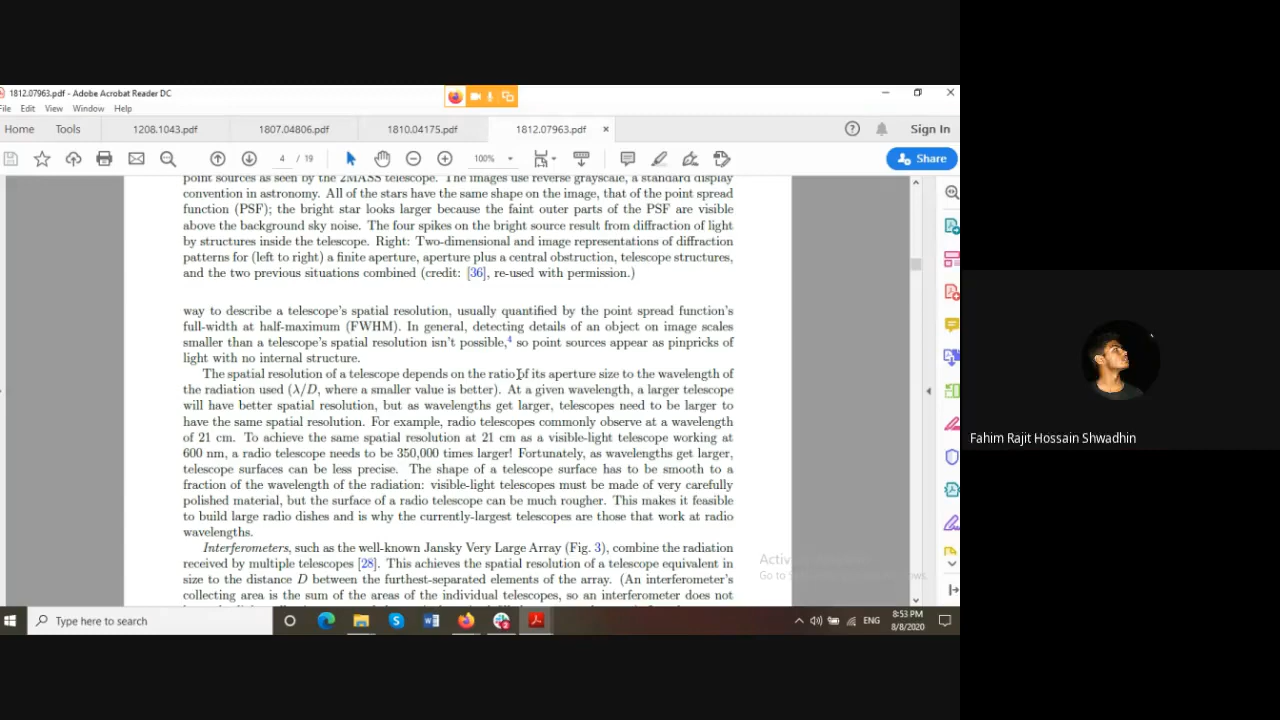 1812.07963.pdf - Adobe Acrobat Reader DC
File Edit View Window Help
Home Tools 1208.1043.pdf 1807.04806.pdf 1810.04175.pdf 1812.07963.pdf × Sign In
4 / 19 100% Share
point sources as seen by the 2MASS telescope. The images use reverse grayscale, a standard display
convention in astronomy. All of the stars have the same shape on the image, that of the point spread
function (PSF); the bright star looks larger because the faint outer parts of the PSF are visible
above the background sky noise. The four spikes on the bright source result from diffraction of light
by structures inside the telescope. Right: Two-dimensional and image representations of diffraction
patterns for (left to right) a finite aperture, aperture plus a central obstruction, telescope structures,
and the two previous situations combined (credit: [36], re-used with permission.)
way to describe a telescope's spatial resolution, usually quantified by the point spread function's
full-width at half-maximum (FWHM). In general, detecting details of an object on image scales
smaller than a telescope's spatial resolution isn't possible,⁴ so point sources appear as pinpricks of
light with no internal structure.
The spatial resolution of a telescope depends on the ratio of its aperture size to the wavelength of
the radiation used (λ/D, where a smaller value is better). At a given wavelength, a larger telescope
will have better spatial resolution, but as wavelengths get larger, telescopes need to be larger to
have the same spatial resolution. For example, radio telescopes commonly observe at a wavelength
of 21 cm. To achieve the same spatial resolution at 21 cm as a visible-light telescope working at
600 nm, a radio telescope needs to be 350,000 times larger! Fortunately, as wavelengths get larger,
telescope surfaces can be less precise. The shape of a telescope surface has to be smooth to a
fraction of the wavelength of the radiation: visible-light telescopes must be made of very carefully
polished material, but the surface of a radio telescope can be much rougher. This makes it feasible
to build large radio dishes and is why the currently-largest telescopes are those that work at radio
wavelengths.
Interferometers, such as the well-known Jansky Very Large Array (Fig. 3), combine the radiation
received by multiple telescopes [28]. This achieves the spatial resolution of a telescope equivalent in
size to the distance D between the furthest-separated elements of the array. (An interferometer's
collecting area is the sum of the areas of the individual telescopes, so an interferometer does not
Fahim Rajit Hossain Shwadhin
Type here to search
ENG
8:53 PM
8/8/2020